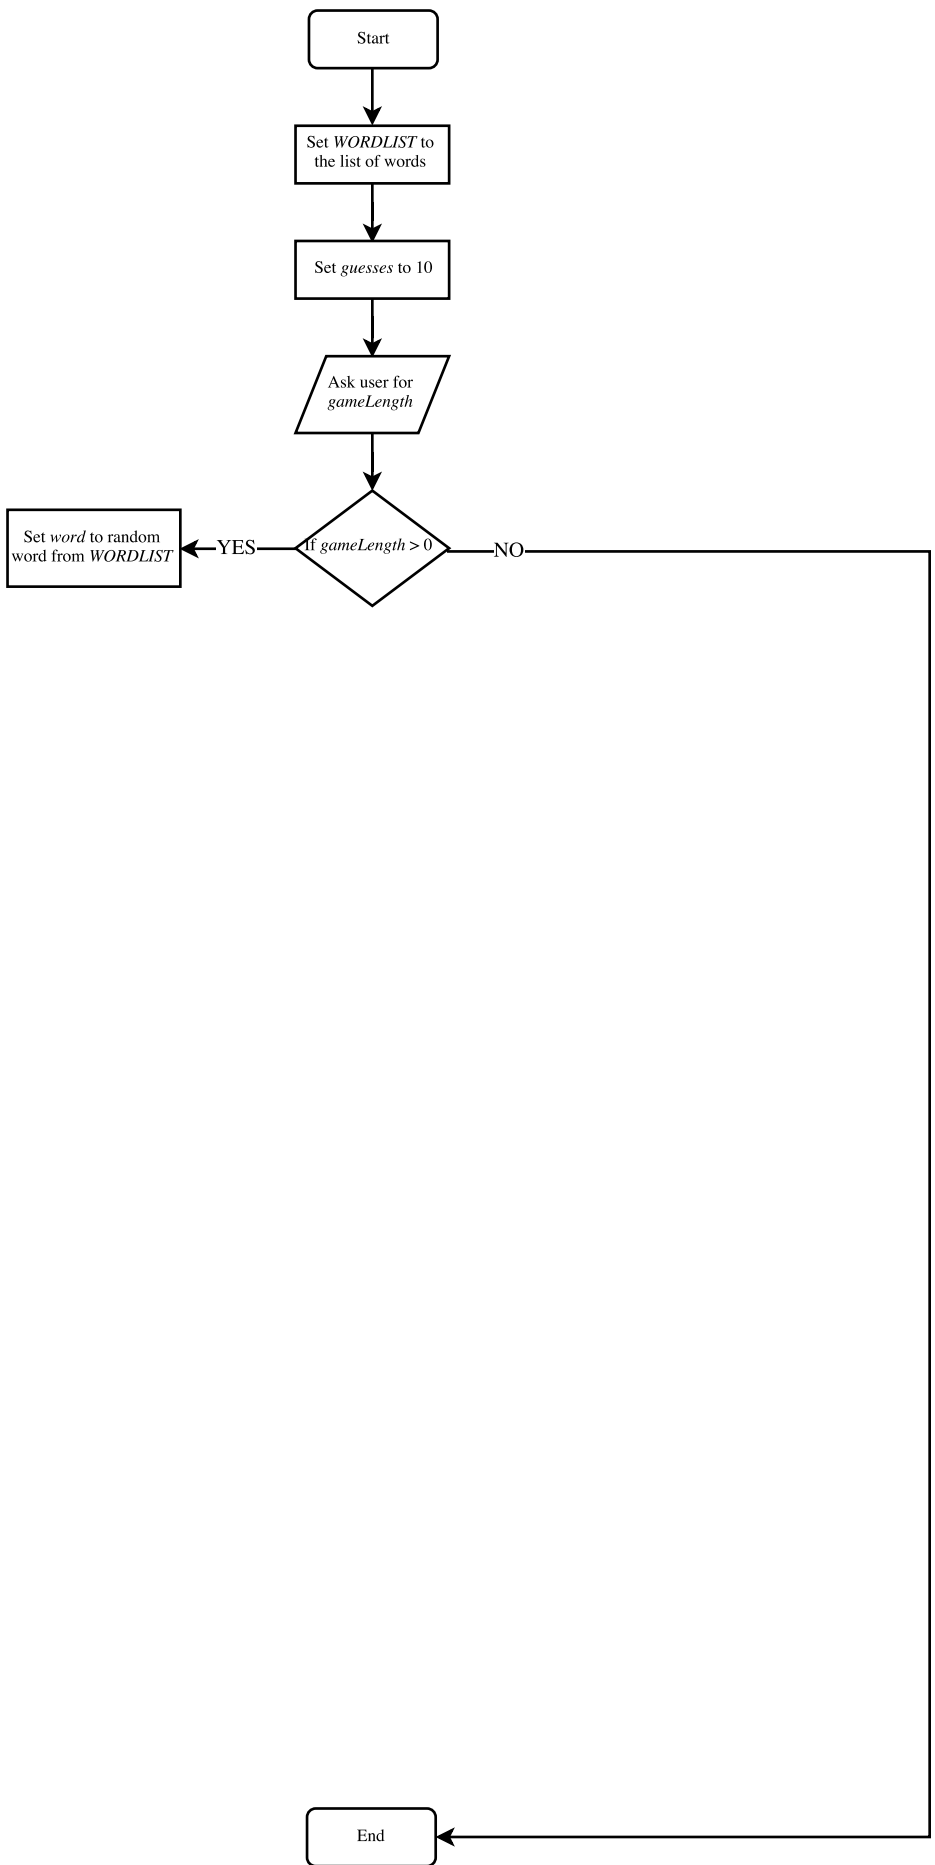 Start
Set WORDLIST to
the list of words
Set guesses to 10
Ask user for
gameLength
If gameLength > 0
YES
NO
Set word to random
word from WORDLIST
End